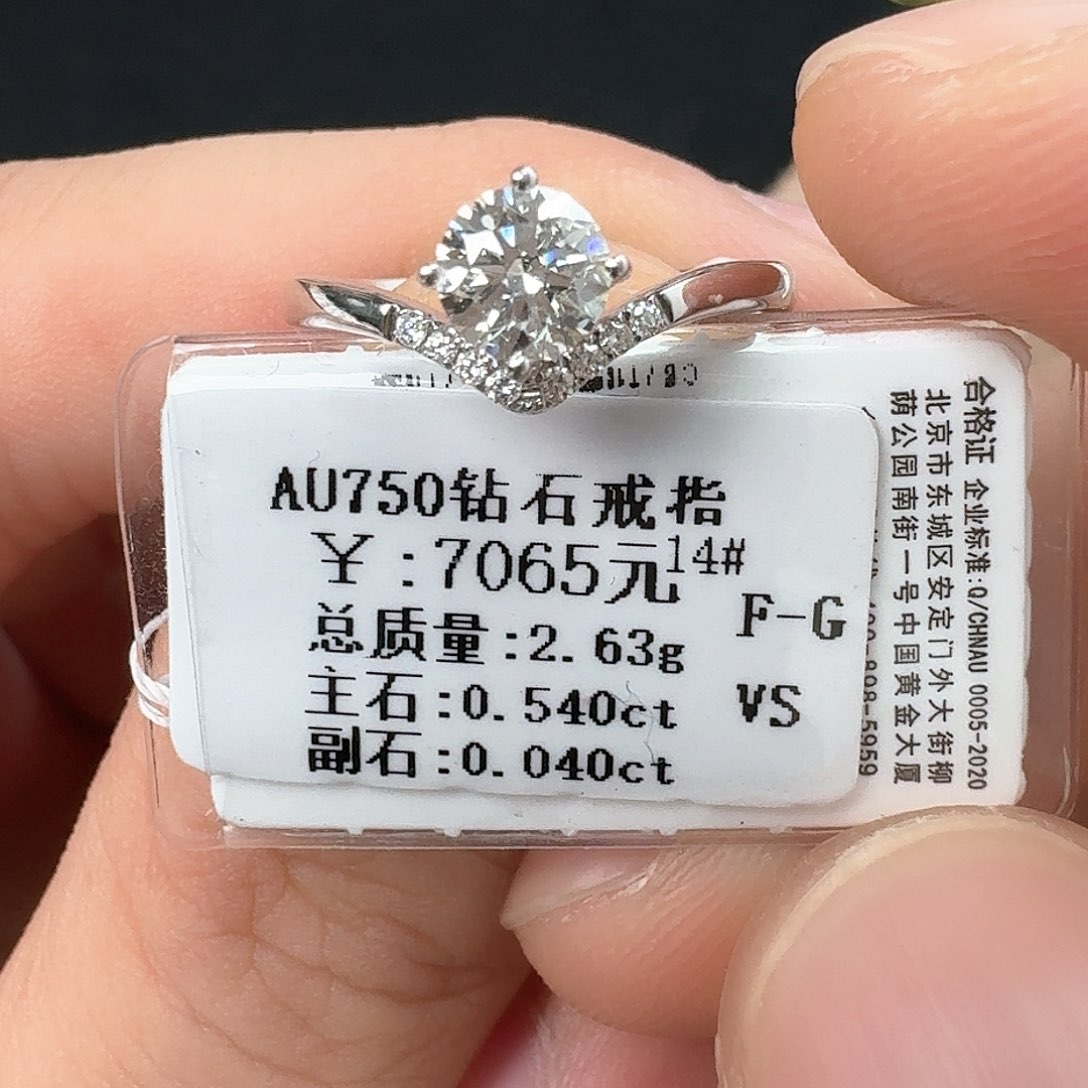 AU750钻石戒指
￥:7065元14#
总质量:2.63g
F-G
主石:0.540ct
VS
副石:0.040ct
合格证 企业标准:Q/CHNAU 0005-2020
北京市东城区安定门外大街柳
荫公园南街一号中国黄金大厦